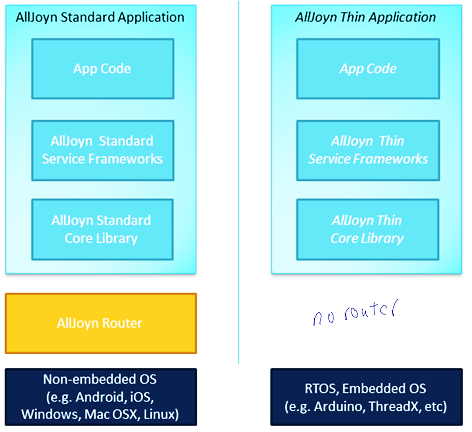 AllJoyn Standard Application
App Code
AllJoyn Standard
Service Frameworks
AllJoyn Standard
Core Library
AllJoyn Router
Non-embedded OS
(e.g. Android, iOS,
Windows, Mac OSX, Linux)
AllJoyn Thin Application
App Code
AllJoyn Thin
Service Frameworks
AllJoyn Thin
Core Library
no router
RTOS, Embedded OS
(e.g. Arduino, ThreadX, etc)